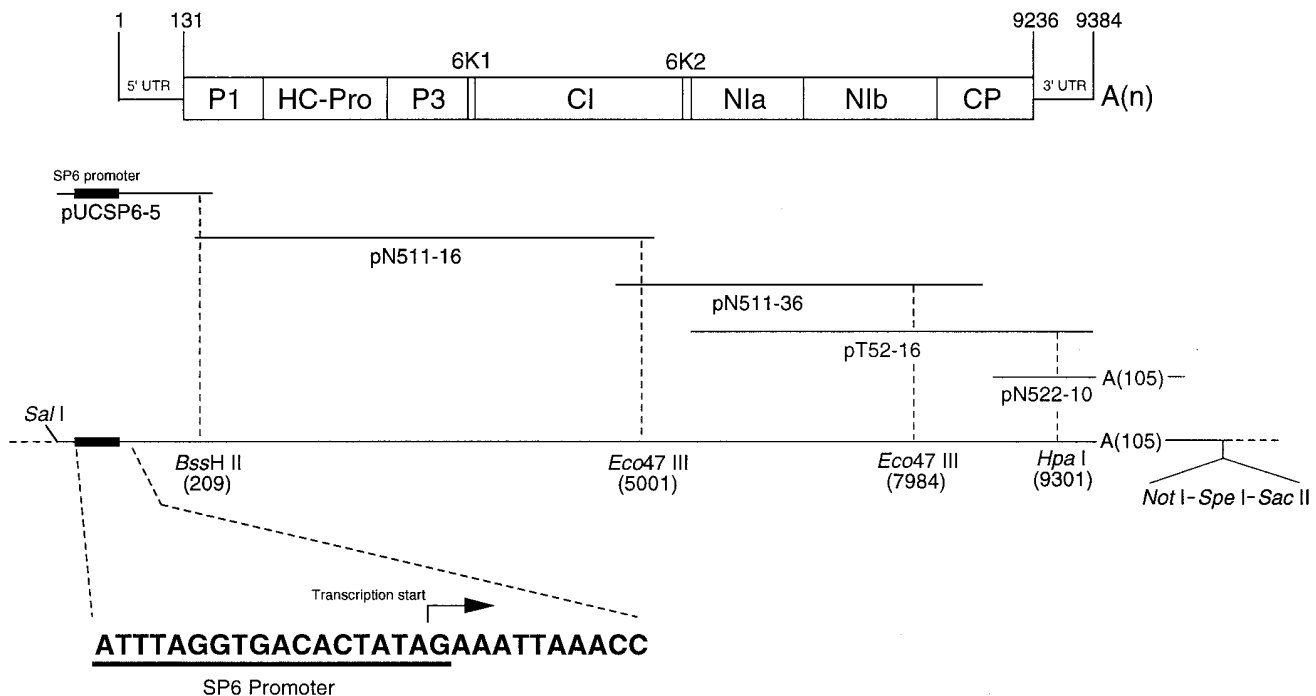 1 131 9236 9384
6K1 6K2
5' UTR P1 HC-Pro P3 CI NIa NIb CP 3' UTR A(n)
SP6 promoter
pUCSP6-5
pN511-16
pN511-36
pT52-16
A(105)
pN522-10
Sal I
A(105)
BssH II Eco47 III Eco47 III Hpa I
(209) (5001) (7984) (9301)
Not I-Spe I-Sac II
Transcription start
ATTTAGGTGACACTATAGAAATTAAACC
SP6 Promoter